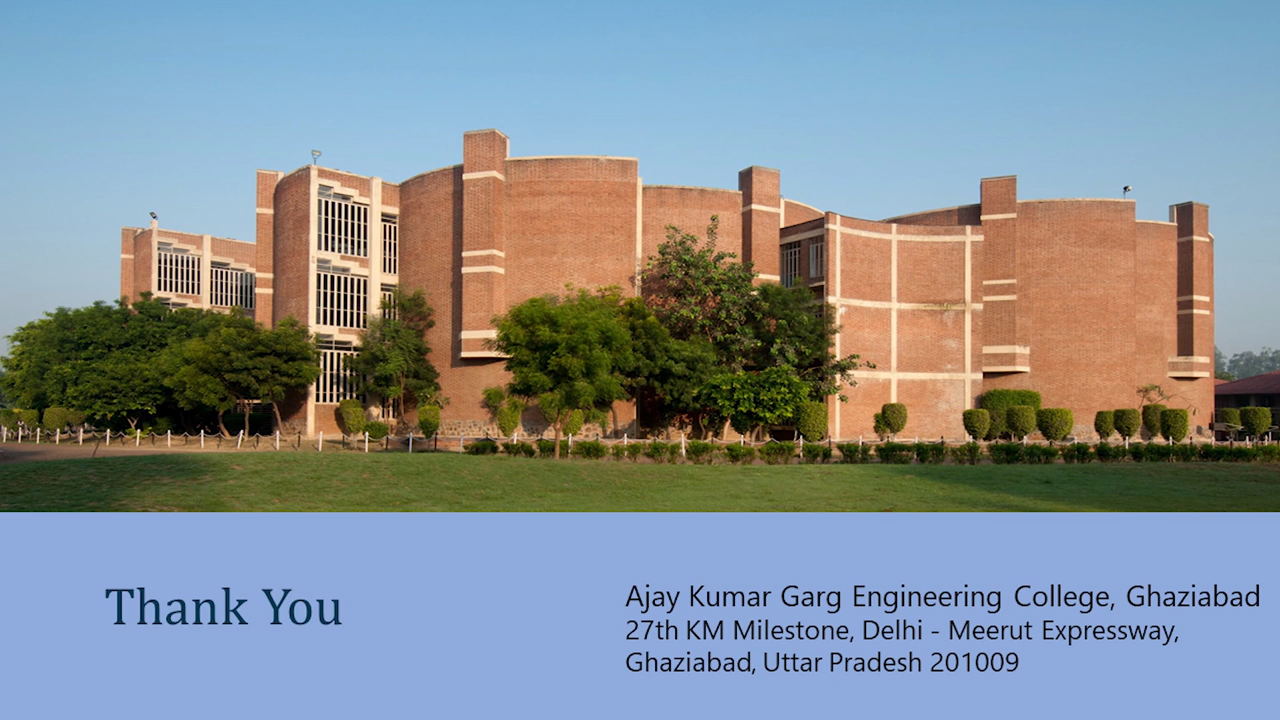 Thank You
Ajay Kumar Garg Engineering College, Ghaziabad
27th KM Milestone, Delhi - Meerut Expressway,
Ghaziabad, Uttar Pradesh 201009